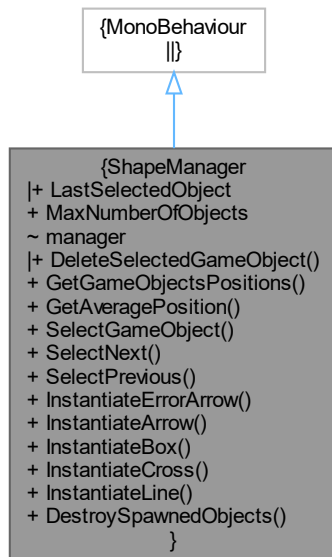 {MonoBehaviour
||}
{ShapeManager
|+ LastSelectedObject
+ MaxNumberOfObjects
~ manager
|+ DeleteSelectedGameObject()
+ GetGameObjectsPositions()
+ GetAveragePosition()
+ SelectGameObject()
+ SelectNext()
+ SelectPrevious()
+ InstantiateErrorArrow()
+ InstantiateArrow()
+ InstantiateBox()
+ InstantiateCross()
+ InstantiateLine()
+ DestroySpawnedObjects()
}